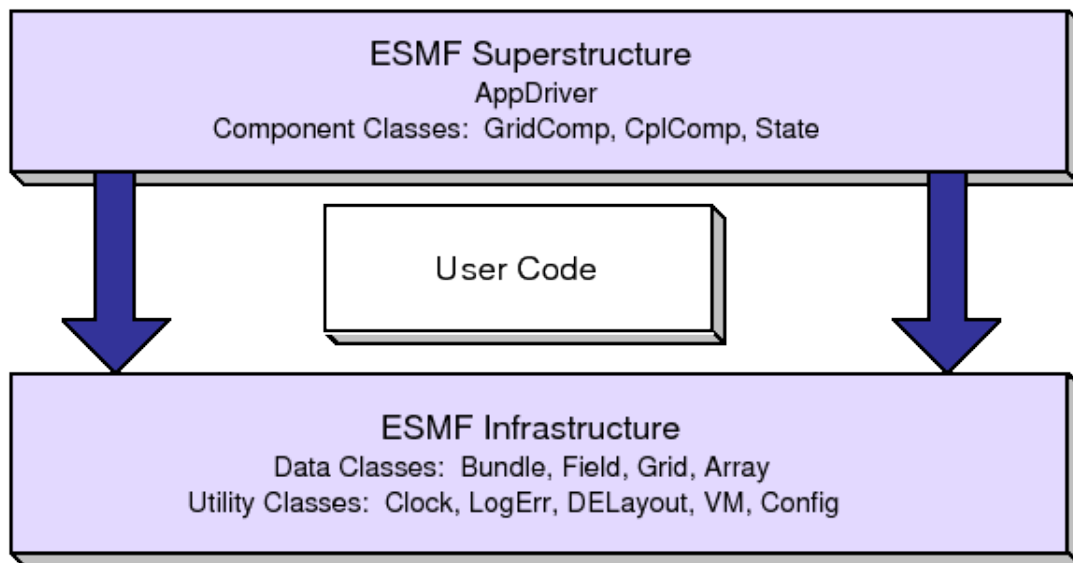 ESMF Superstructure
AppDriver
Component Classes: GridComp, CplComp, State
User Code
ESMF Infrastructure
Data Classes: Bundle, Field, Grid, Array
Utility Classes: Clock, LogErr, DELayout, VM, Config